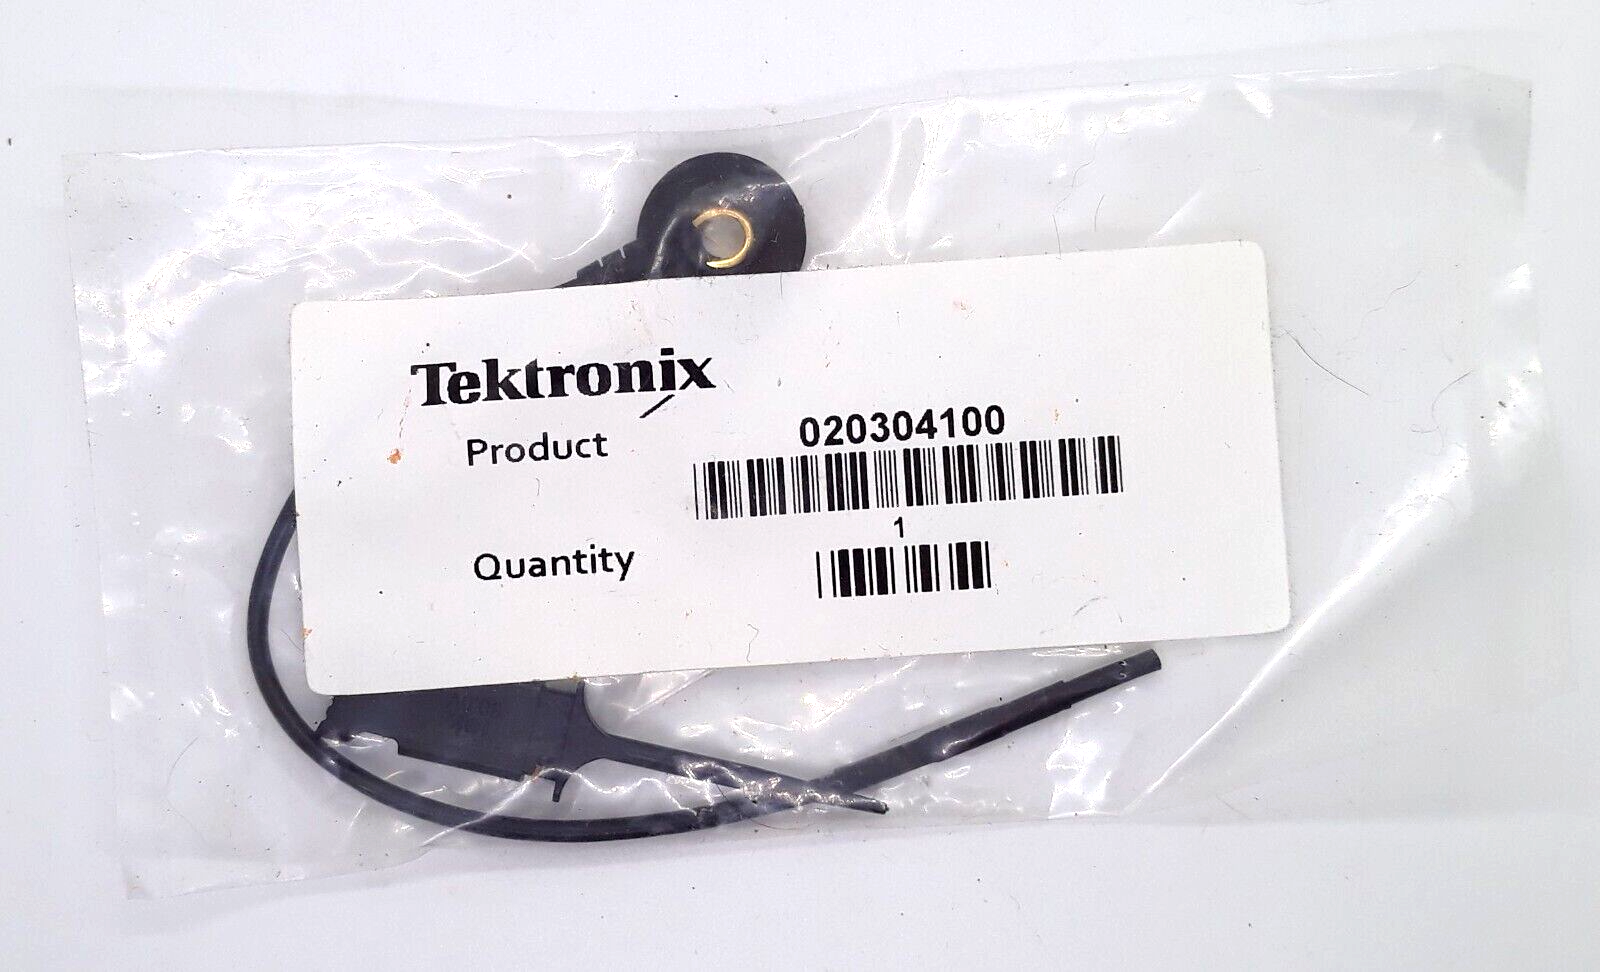 Tektronix
Product
020304100
1
Quantity